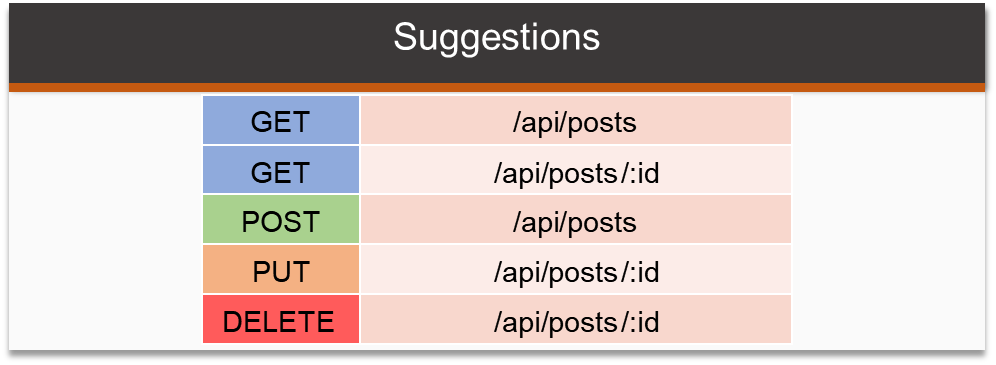 Suggestions
GET /api/posts
GET /api/posts/:id
POST /api/posts
PUT /api/posts/:id
DELETE /api/posts/:id